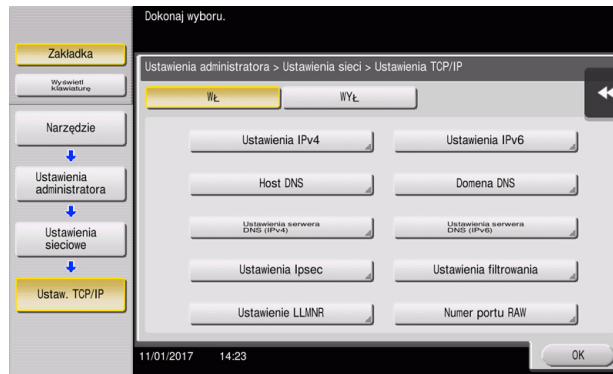 Dokonaj wyboru.
Zakładka
Wyświetl
klawiaturę
Ustawienia administratora > Ustawienia sieci > Ustawienia TCP/IP
WŁ
WYŁ
Narzędzie
Ustawienia IPv4
Ustawienia IPv6
Ustawienia
administratora
Host DNS
Domena DNS
Ustawienia
sieciowe
Ustawienia serwera
DNS (IPv4)
Ustawienia serwera
DNS (IPv6)
Ustaw. TCP/IP
Ustawienia Ipsec
Ustawienia filtrowania
Ustawienie LLMNR
Numer portu RAW
11/01/2017 14:23
OK